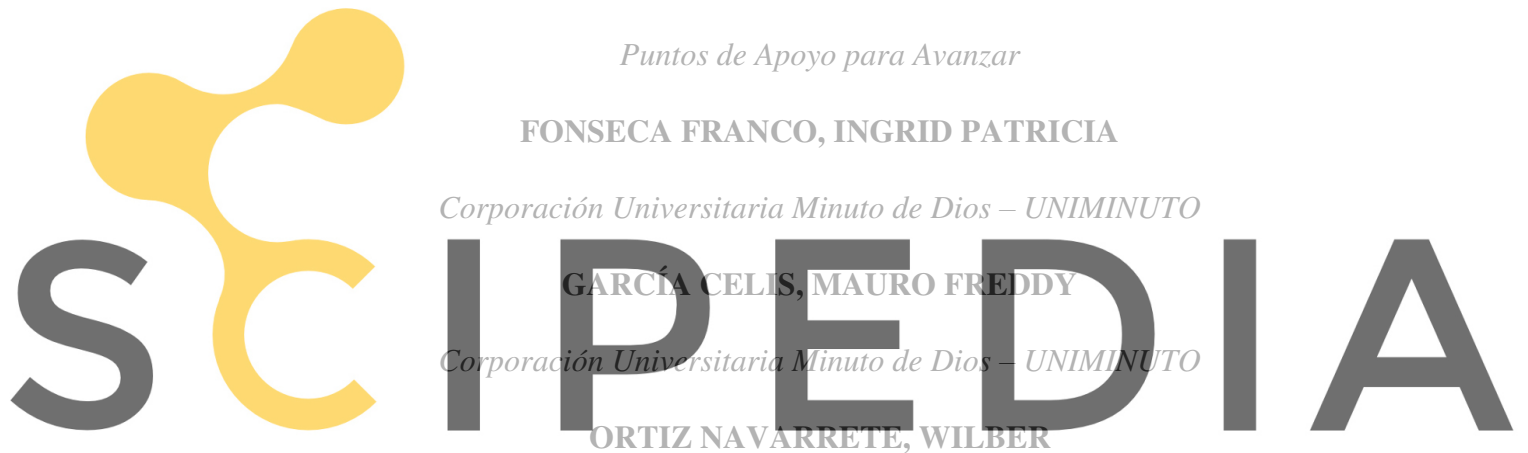 Puntos de Apoyo para Avanzar
FONSECA FRANCO, INGRID PATRICIA
Corporación Universitaria Minuto de Dios – UNIMINUTO
GARCÍA CELIS, MAURO FREDDY
Corporación Universitaria Minuto de Dios – UNIMINUTO
ORTIZ NAVARRETE, WILBER
SCIPEDIA